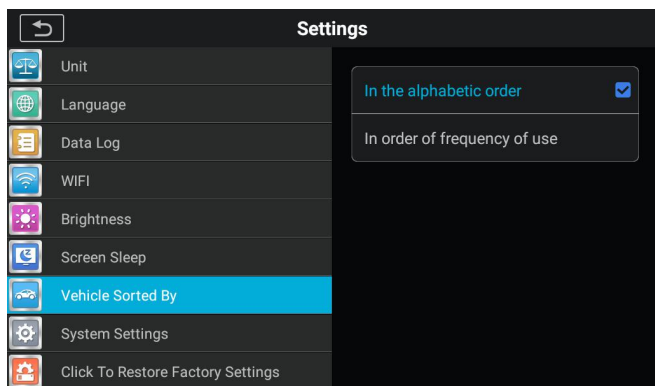 Settings
Unit
Language
Data Log
WIFI
Brightness
Screen Sleep
Vehicle Sorted By
System Settings
Click To Restore Factory Settings
In the alphabetic order
In order of frequency of use